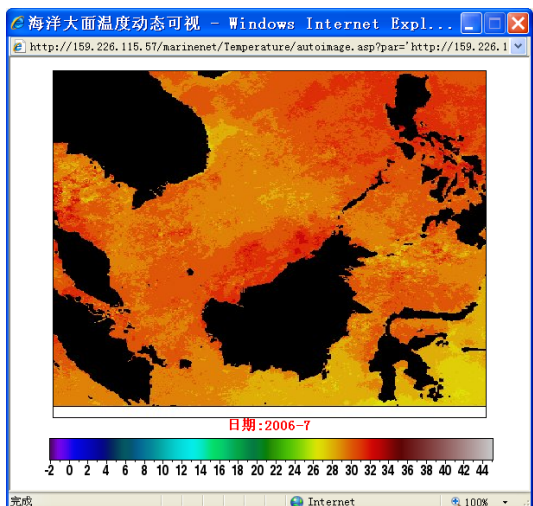 海洋大面温度动态可视 - Windows Internet Expl...
http://159.226.115.57/marinenet/Temperature/autoimage.asp?par='http://159.226.1
日期:2006-7
-2 0 2 4 6 8 10 12 14 16 18 20 22 24 26 28 30 32 34 36 38 40 42 44
完成 Internet 100%